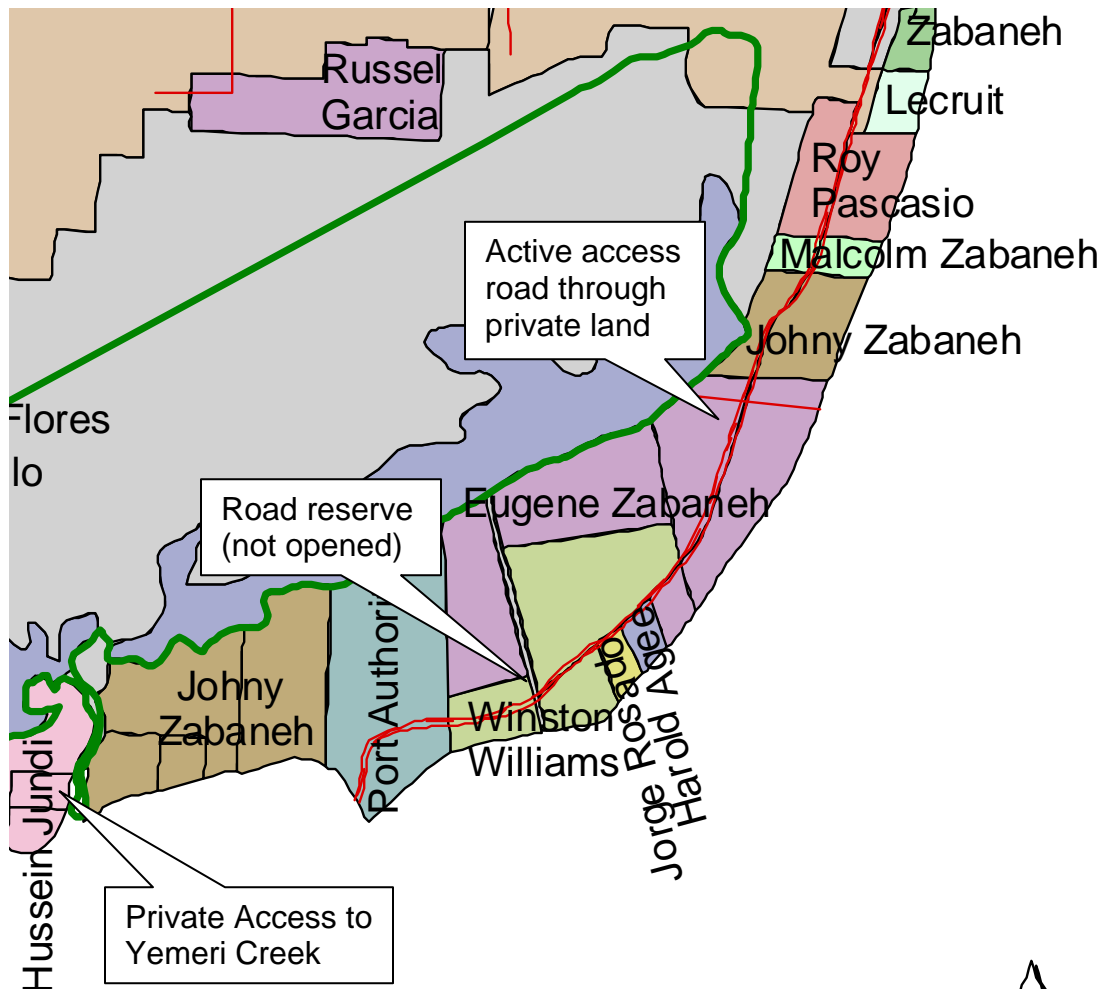 Zabaneh
Russel
Garcia
Lecruit
Roy
Pascasio
Active access
road through
private land
Malcolm Zabaneh
Johny Zabaneh
Flores
lo
Road reserve
(not opened)
Eugene Zabaneh
Port Authori
Johny
Zabaneh
Winston
Williams
Jorge Rosado
Harold Agee
Hussein Jundi
Private Access to
Yemeri Creek